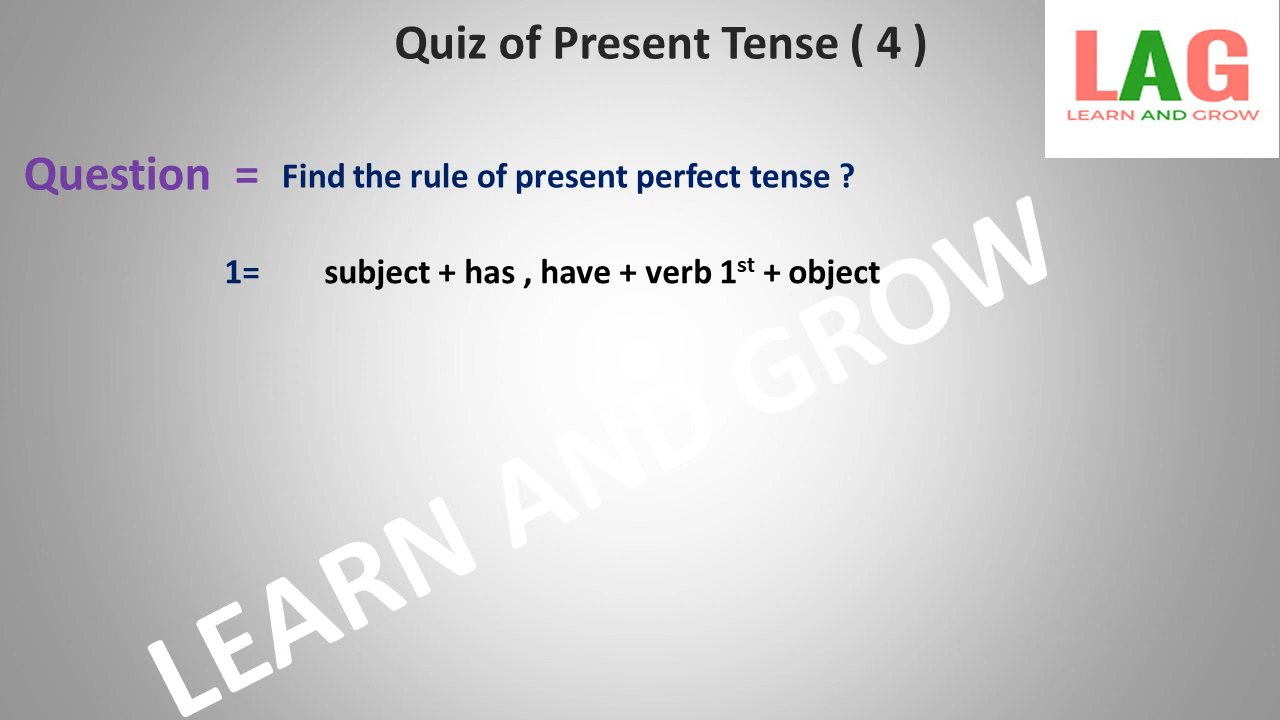 Quiz of Present Tense ( 4 )
LAG
LEARN AND GROW
Question = Find the rule of present perfect tense ?
1= subject + has , have + verb 1st + object
LEARN AND GROW